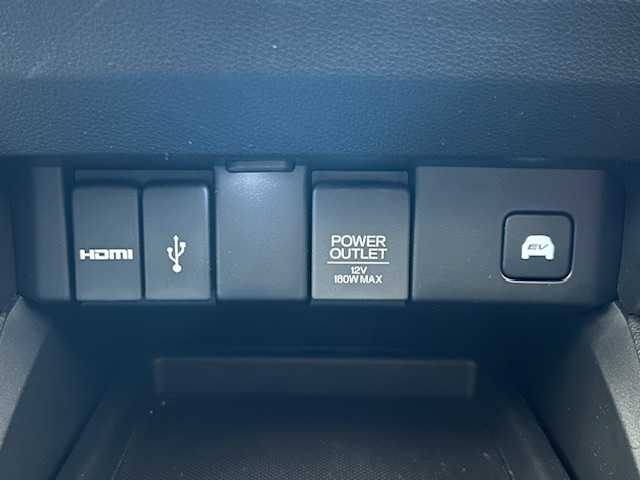 HDMI
POWER
OUTLET
12V
180W MAX
EV